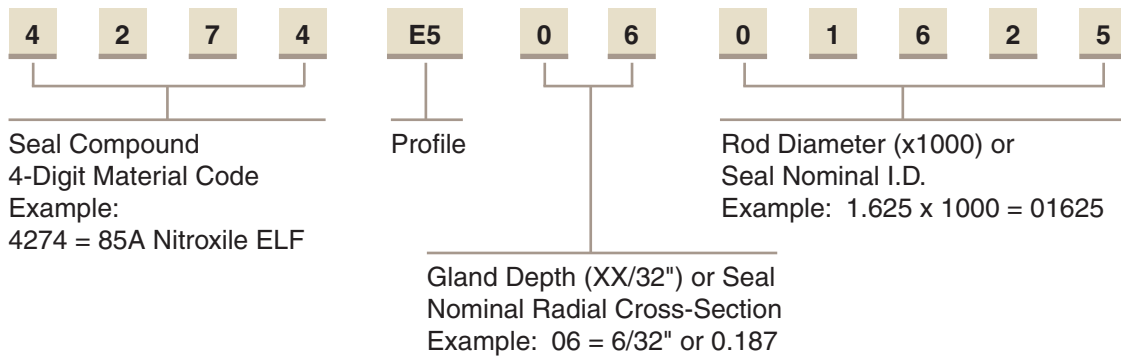 4 2 7 4 E5 0 6 0 1 6 2 5
Seal Compound
4-Digit Material Code
Example:
4274 = 85A Nitroxile ELF
Profile
Rod Diameter (x1000) or
Seal Nominal I.D.
Example: 1.625 x 1000 = 01625
Gland Depth (XX/32") or Seal
Nominal Radial Cross-Section
Example: 06 = 6/32" or 0.187